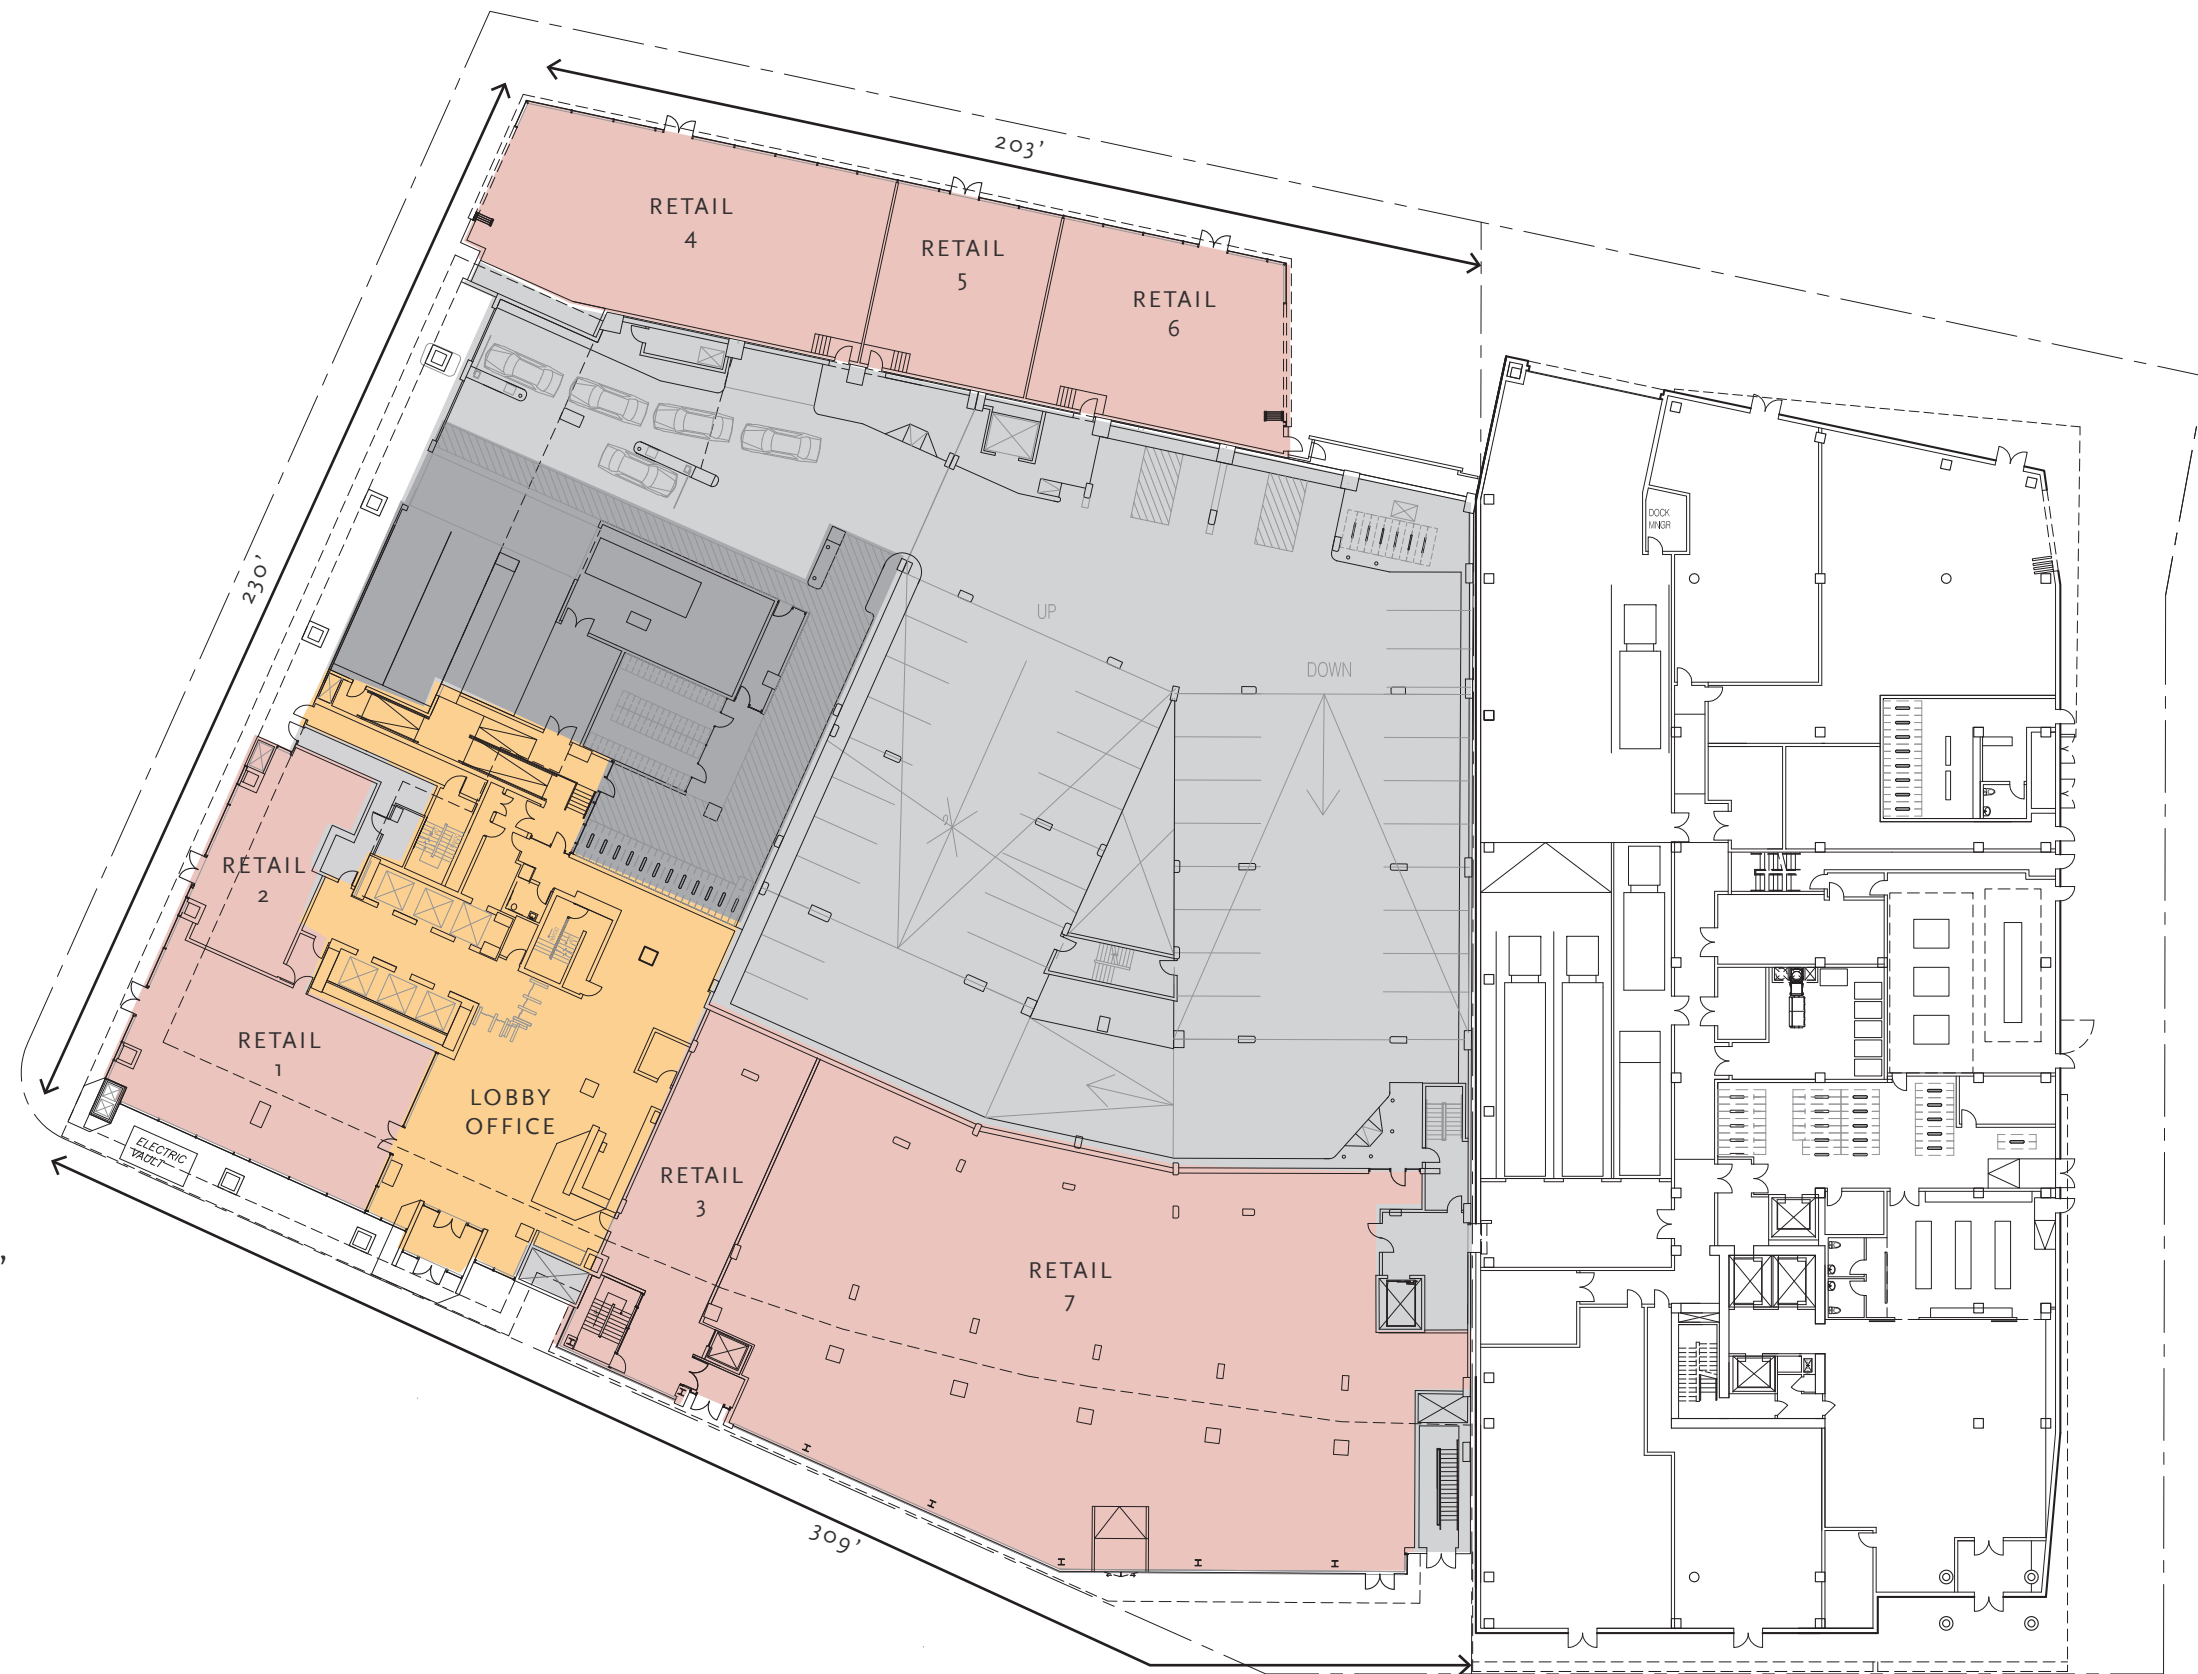 203’
RETAIL
4
RETAIL
5
RETAIL
6
DOCK
MNGR
230’
UP
DOWN
RETAIL
2
RETAIL
1
LOBBY
OFFICE
ELECTRIC
VAULT
RETAIL
3
RETAIL
7
309’
’